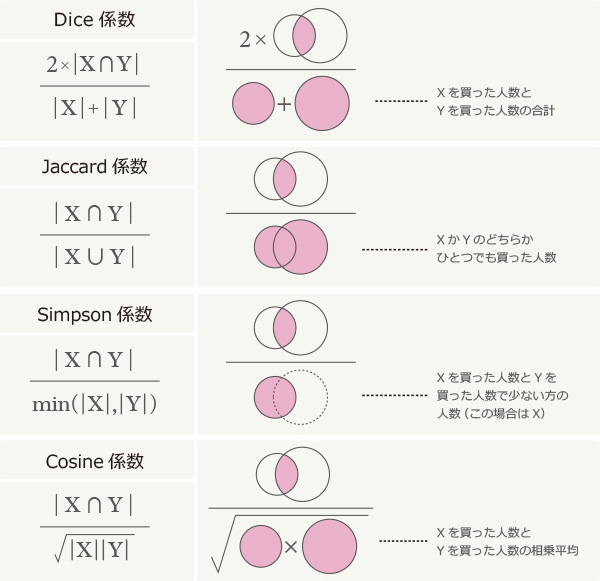 Dice 係数
2×|X∩Y|
|X|+|Y|
2×
+
X を買った人数と
Y を買った人数の合計
Jaccard 係数
|X∩Y|
|X∪Y|
X か Y のどちらか
ひとつでも買った人数
Simpson 係数
|X∩Y|
min(|X|,|Y|)
X を買った人数と Y を
買った人数で少ない方の
人数（この場合は X）
Cosine 係数
|X∩Y|
√|X||Y|
√
×
X を買った人数と
Y を買った人数の相乗平均